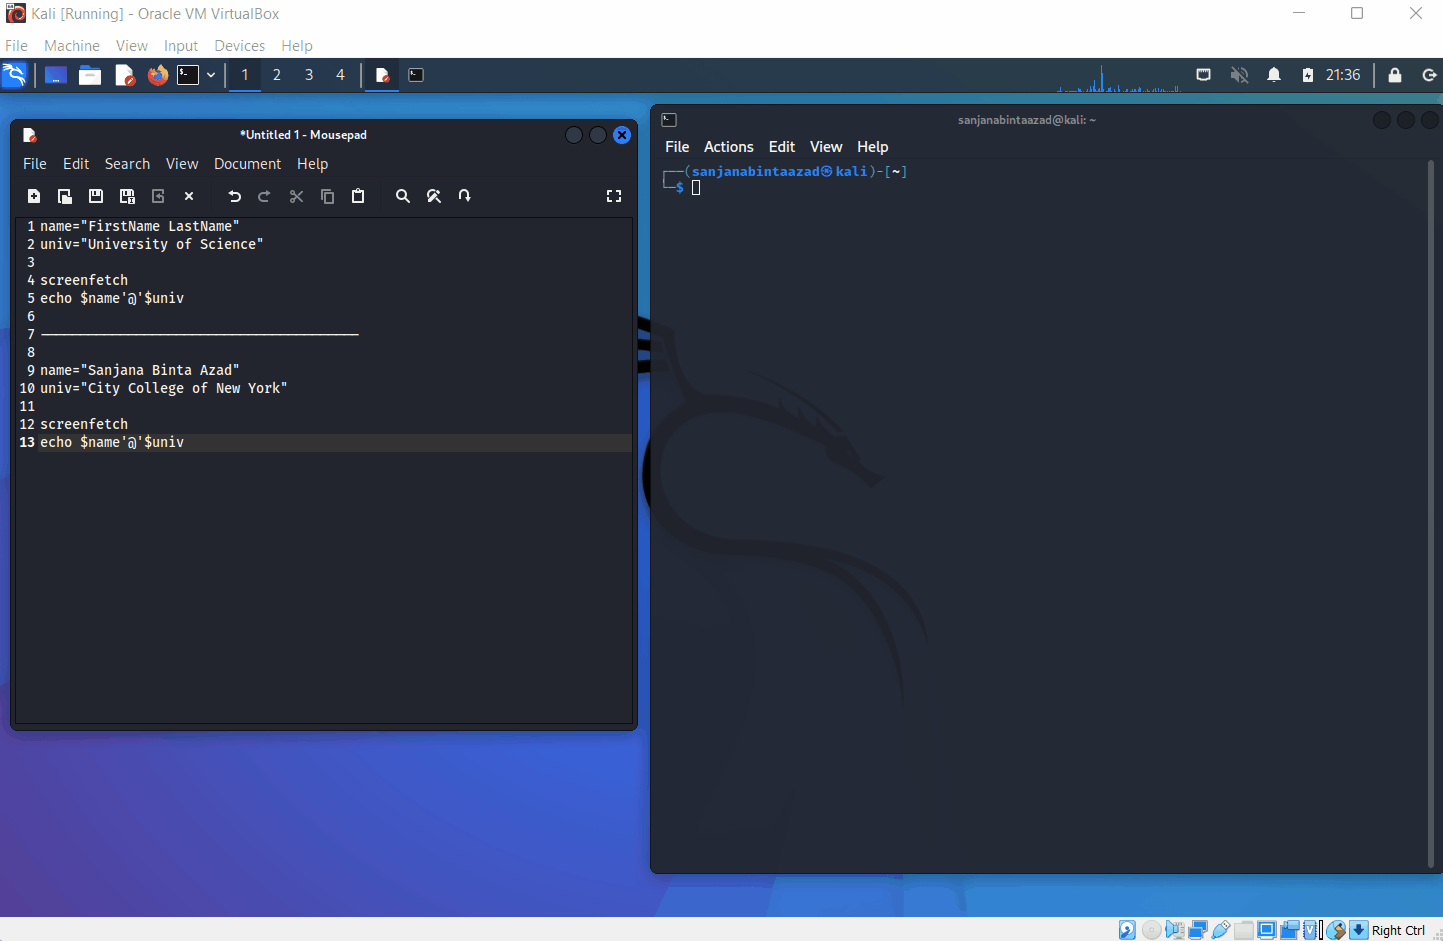 Kali [Running] - Oracle VM VirtualBox
File Machine View Input Devices Help
1 2 3 4 21:36
*Untitled 1 - Mousepad
File Edit Search View Document Help
1 name="FirstName LastName"
2 univ="University of Science"
3
4 screenfetch
5 echo $name'@'$univ
6
7 ----------------------------------------
8
9 name="Sanjana Binta Azad"
10 univ="City College of New York"
11
12 screenfetch
13 echo $name'@'$univ
sanjanabintaazad@kali: ~
File Actions Edit View Help
┌──(sanjanabintaazad㉿kali)-[~]
└─$
Right Ctrl